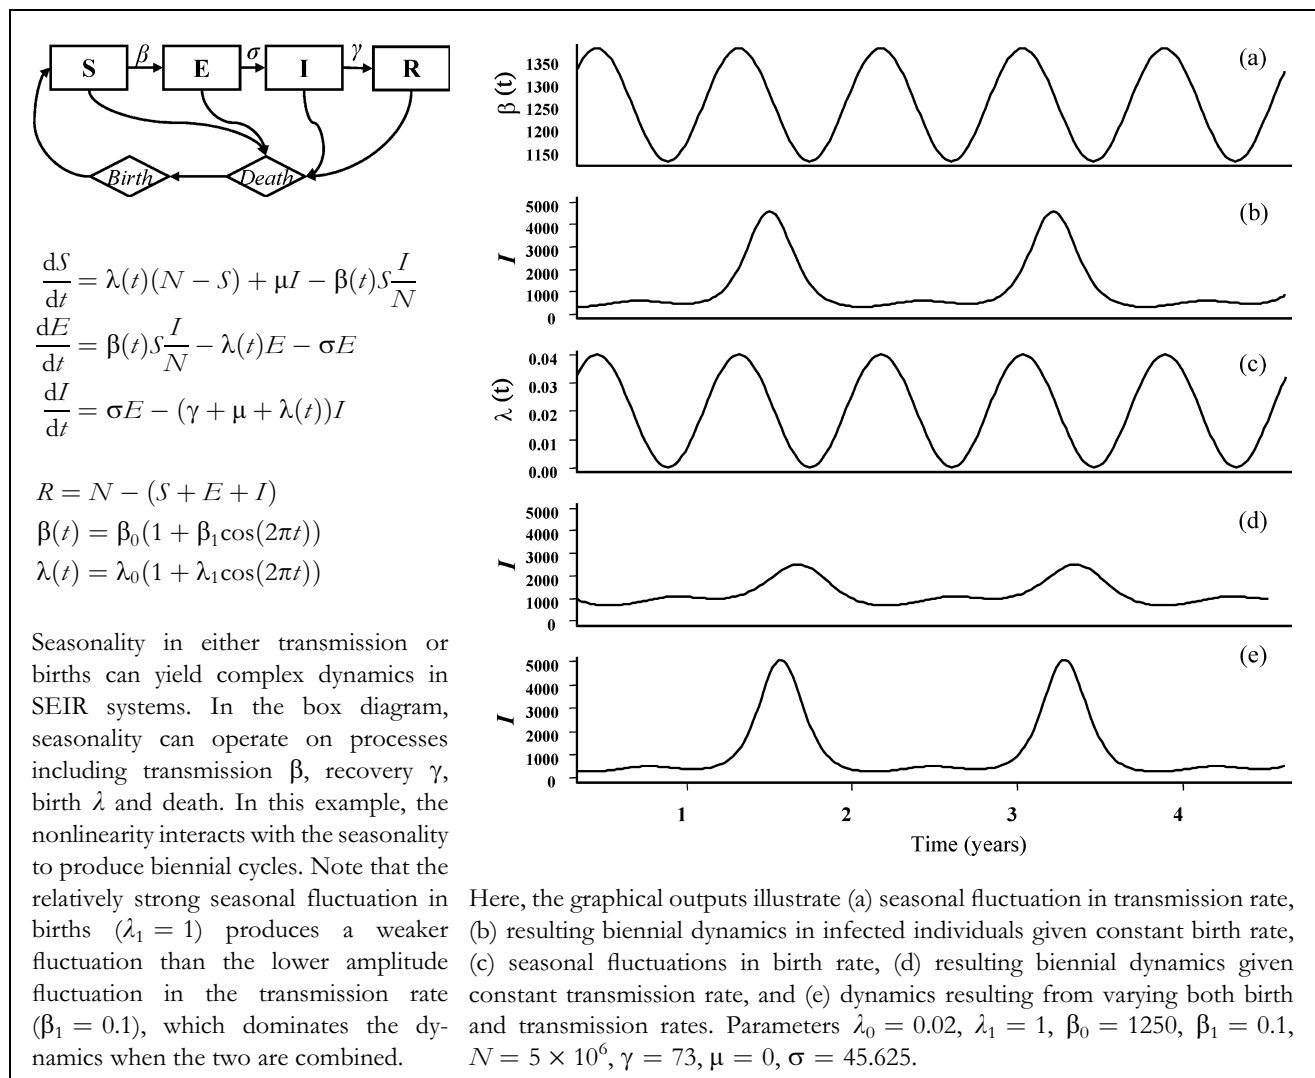 S β E σ I γ R
Birth Death
dS/dt = λ(t)(N − S) + μI − β(t)S I/N
dE/dt = β(t)S I/N − λ(t)E − σE
dI/dt = σE − (γ + μ + λ(t))I
R = N − (S + E + I)
β(t) = β₀(1 + β₁cos(2πt))
λ(t) = λ₀(1 + λ₁cos(2πt))
Seasonality in either transmission or
births can yield complex dynamics in
SEIR systems. In the box diagram,
seasonality can operate on processes
including transmission β, recovery γ,
birth λ and death. In this example, the
nonlinearity interacts with the seasonality
to produce biennial cycles. Note that the
relatively strong seasonal fluctuation in
births (λ₁ = 1) produces a weaker
fluctuation than the lower amplitude
fluctuation in the transmission rate
(β₁ = 0.1), which dominates the dy-
namics when the two are combined.
(a)
β (t)
1350
1300
1250
1200
1150
(b)
I
5000
4000
3000
2000
1000
0
(c)
λ (t)
0.04
0.03
0.02
0.01
0.00
(d)
I
5000
4000
3000
2000
1000
0
(e)
I
5000
4000
3000
2000
1000
0
1 2 3 4
Time (years)
Here, the graphical outputs illustrate (a) seasonal fluctuation in transmission rate,
(b) resulting biennial dynamics in infected individuals given constant birth rate,
(c) seasonal fluctuations in birth rate, (d) resulting biennial dynamics given
constant transmission rate, and (e) dynamics resulting from varying both birth
and transmission rates. Parameters λ₀ = 0.02, λ₁ = 1, β₀ = 1250, β₁ = 0.1,
N = 5 × 10⁶, γ = 73, μ = 0, σ = 45.625.